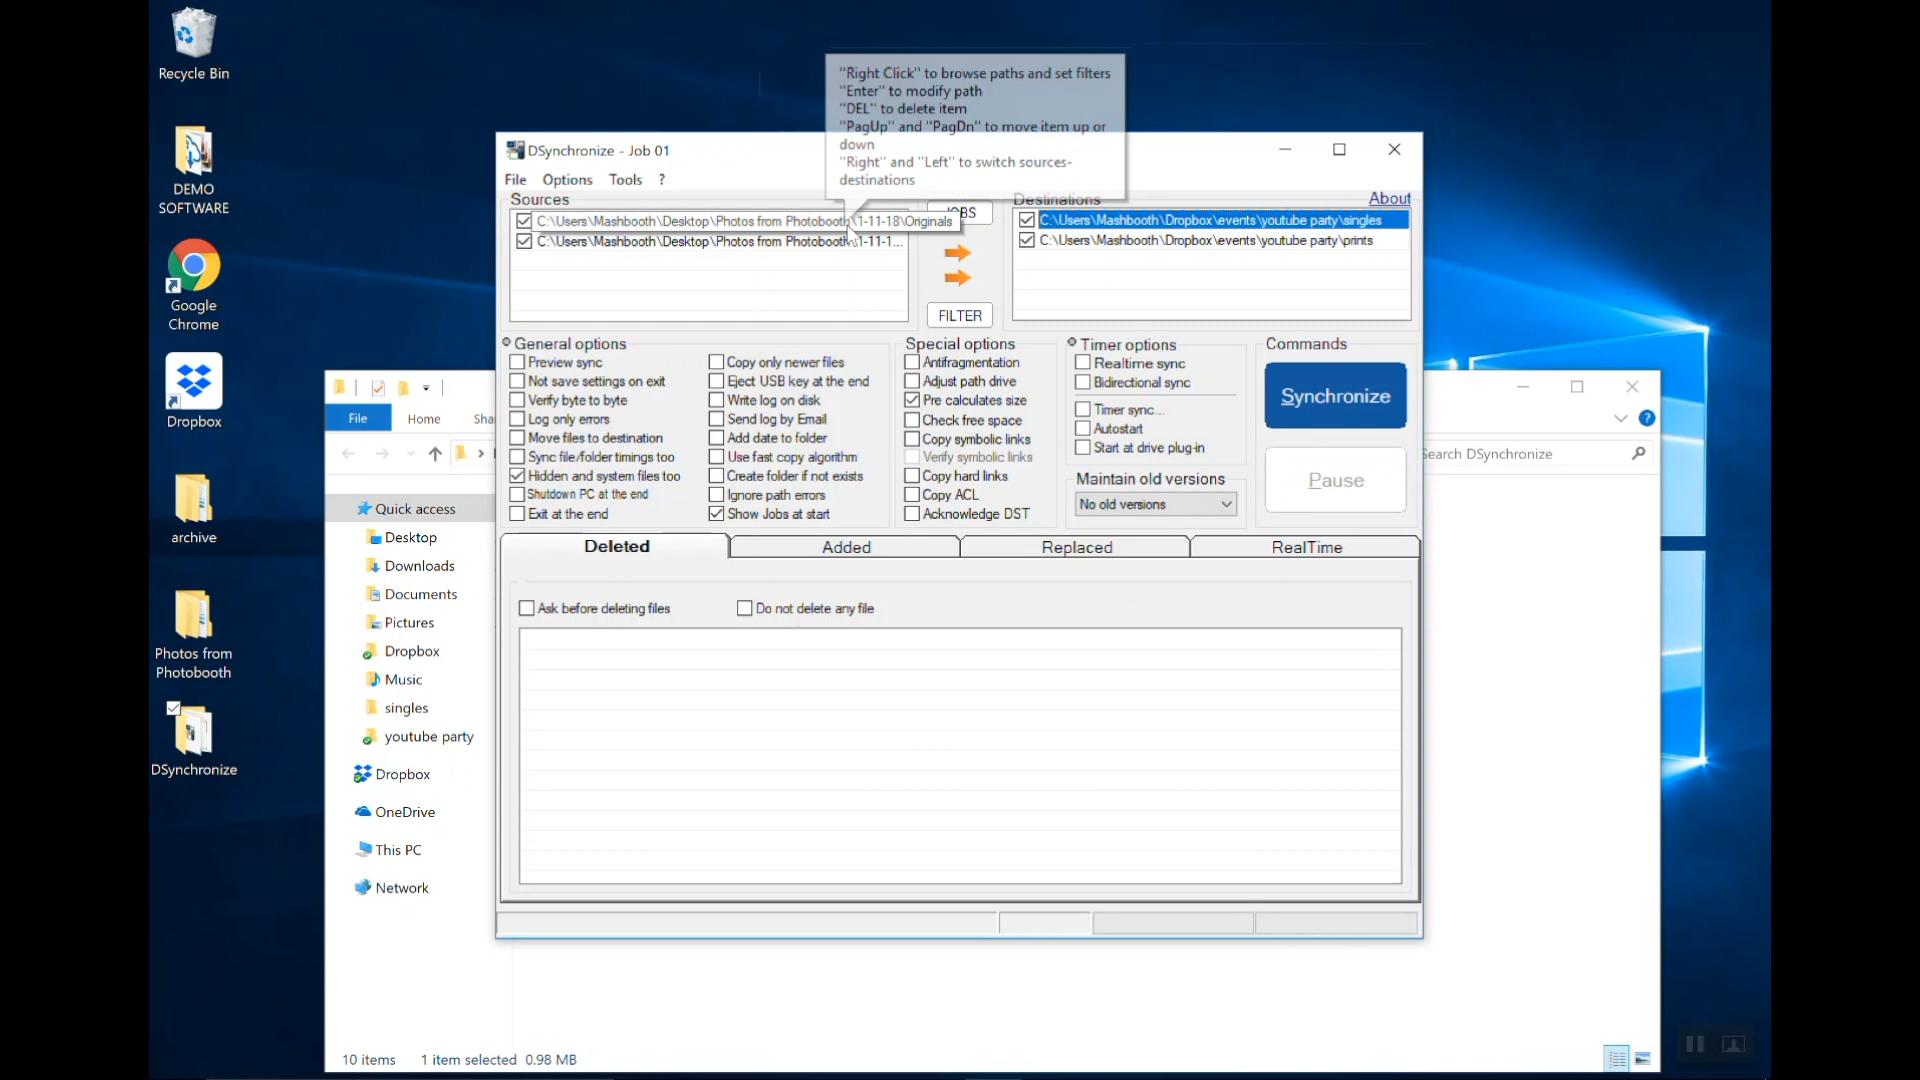 Recycle Bin
DEMO
SOFTWARE
Google
Chrome
Dropbox
archive
Photos from
Photobooth
DSynchronize
"Right Click" to browse paths and set filters
"Enter" to modify path
"DEL" to delete item
"PagUp" and "PagDn" to move item up or
down
"Right" and "Left" to switch sources-
destinations
DSynchronize - Job 01
File Options Tools ?
Sources
C:\Users\Mashbooth\Desktop\Photos from Photobooth\1-11-18\Originals
C:\Users\Mashbooth\Desktop\Photos from Photobooth\1-11-1...
FILTER
Destinations
About
C:\Users\Mashbooth\Dropbox\events\youtube party\singles
C:\Users\Mashbooth\Dropbox\events\youtube party\prints
General options
Preview sync
Not save settings on exit
Verify byte to byte
Log only errors
Move files to destination
Sync file/folder timings too
Hidden and system files too
Shutdown PC at the end
Exit at the end
Copy only newer files
Eject USB key at the end
Write log on disk
Send log by Email
Add date to folder
Use fast copy algorithm
Create folder if not exists
Ignore path errors
Show Jobs at start
Special options
Antifragmentation
Adjust path drive
Pre calculates size
Check free space
Copy symbolic links
Verify symbolic links
Copy hard links
Copy ACL
Acknowledge DST
Timer options
Realtime sync
Bidirectional sync
Timer sync...
Autostart
Start at drive plug-in
Maintain old versions
No old versions
Commands
Synchronize
Pause
Deleted Added Replaced RealTime
Ask before deleting files Do not delete any file
File Home
Quick access
Desktop
Downloads
Documents
Pictures
Dropbox
Music
singles
youtube party
Dropbox
OneDrive
This PC
Network
Search DSynchronize
10 items 1 item selected 0.98 MB